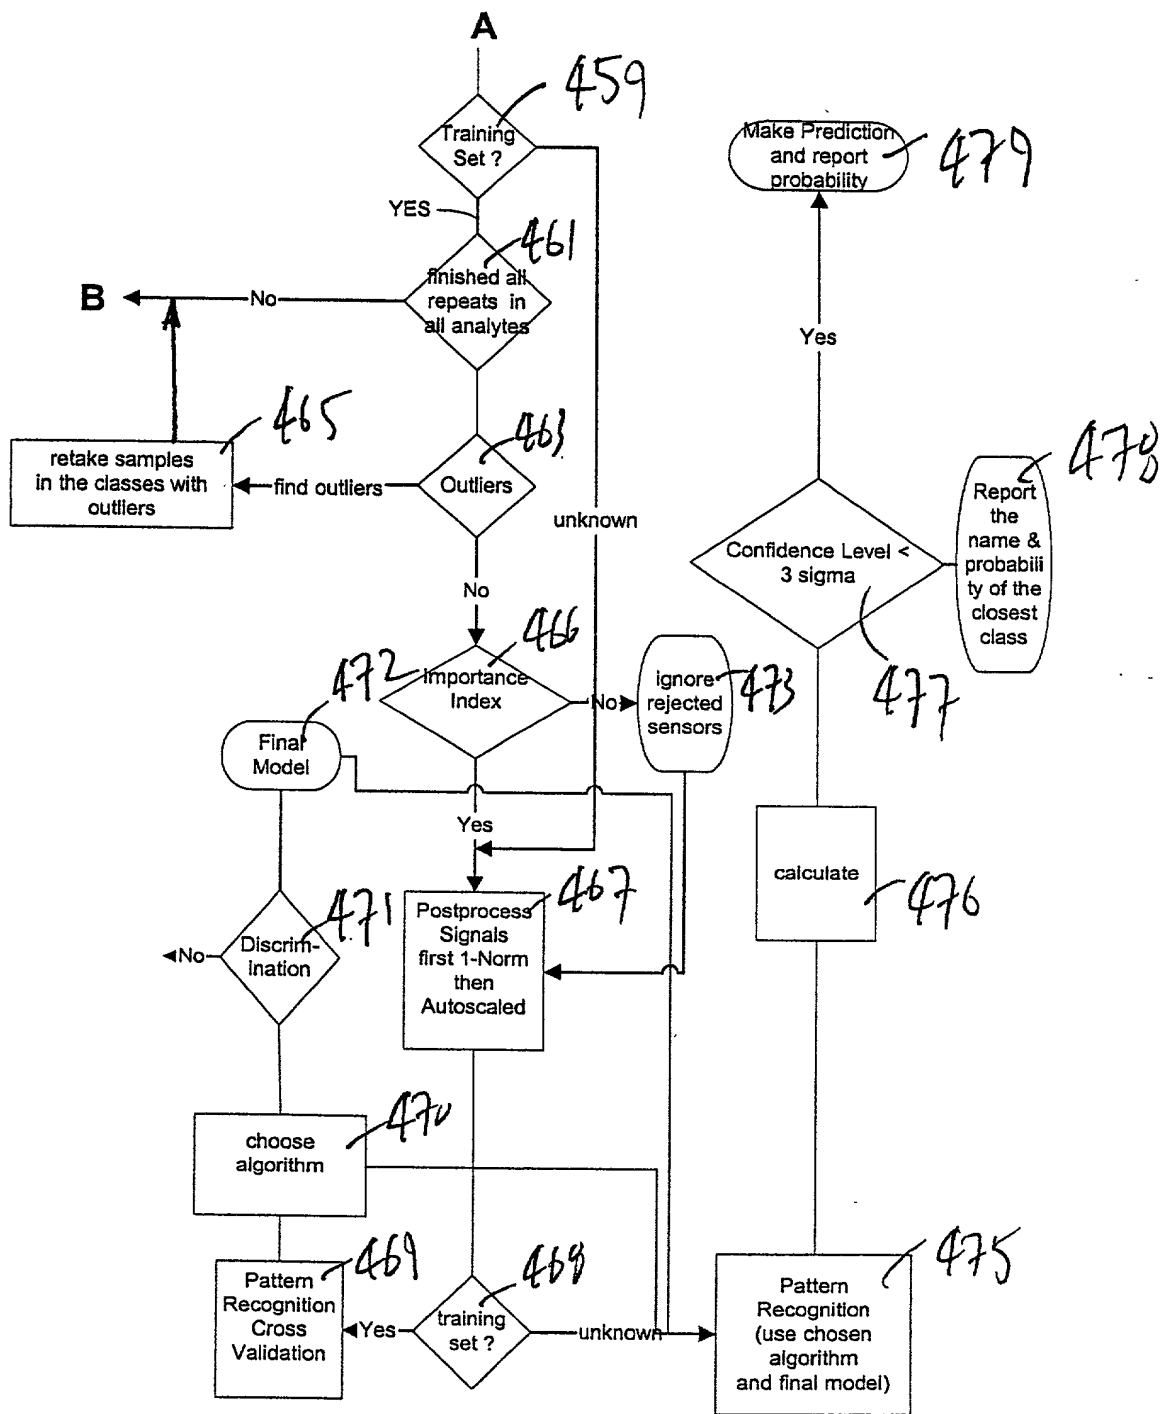 A
459
Training
Set ?
YES
461
finished all
repeats in
all analytes
B
No
465
retake samples
in the classes with
outliers
463
Outliers
find outliers
unknown
No
466
Importance
Index
No
473
ignore
rejected
sensors
472
Final
Model
Yes
467
Postprocess
Signals
first 1-Norm
then
Autoscaled
471
Discrim-
ination
No
470
choose
algorithm
469
Pattern
Recognition
Cross
Validation
468
training
set ?
Yes
unknown
475
Pattern
Recognition
(use chosen
algorithm
and final model)
476
calculate
477
Confidence Level <
3 sigma
478
Report
the
name &
probabili
ty of the
closest
class
Yes
479
Make Prediction
and report
probability